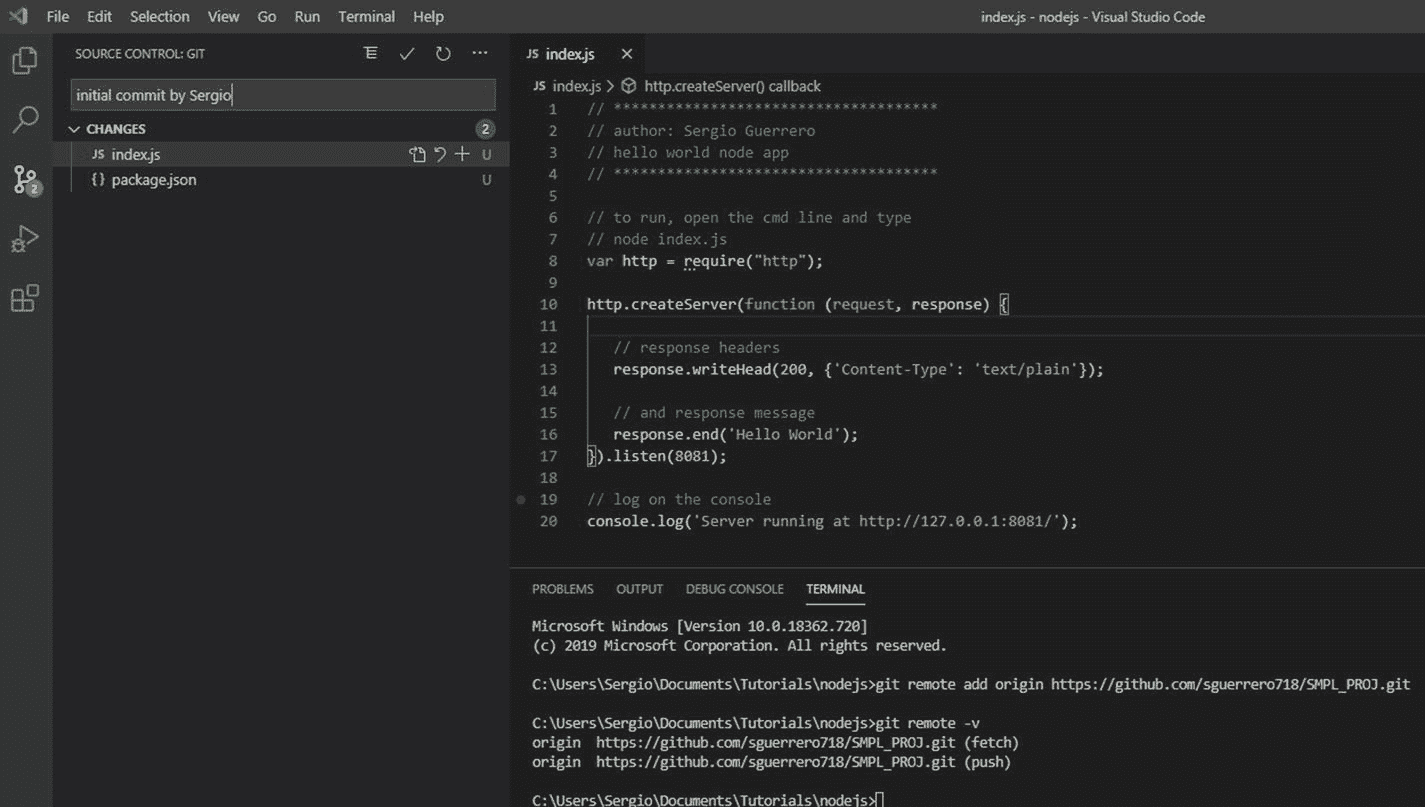 File Edit Selection View Go Run Terminal Help
index.js - nodejs - Visual Studio Code
SOURCE CONTROL: GIT
initial commit by Sergio
CHANGES 2
JS index.js U
{} package.json U
2
JS index.js
JS index.js > http.createServer() callback
1 // *************************************
2 // author: Sergio Guerrero
3 // hello world node app
4 // *************************************
5
6 // to run, open the cmd line and type
7 // node index.js
8 var http = require("http");
9
10 http.createServer(function (request, response) {
11
12 // response headers
13 response.writeHead(200, {'Content-Type': 'text/plain'});
14
15 // and response message
16 response.end('Hello World');
17 }).listen(8081);
18
19 // log on the console
20 console.log('Server running at http://127.0.0.1:8081/');
PROBLEMS OUTPUT DEBUG CONSOLE TERMINAL
Microsoft Windows [Version 10.0.18362.720]
(c) 2019 Microsoft Corporation. All rights reserved.
C:\Users\Sergio\Documents\Tutorials\nodejs>git remote add origin https://github.com/sguerrero718/SMPL_PROJ.git
C:\Users\Sergio\Documents\Tutorials\nodejs>git remote -v
origin https://github.com/sguerrero718/SMPL_PROJ.git (fetch)
origin https://github.com/sguerrero718/SMPL_PROJ.git (push)
C:\Users\Sergio\Documents\Tutorials\nodejs>